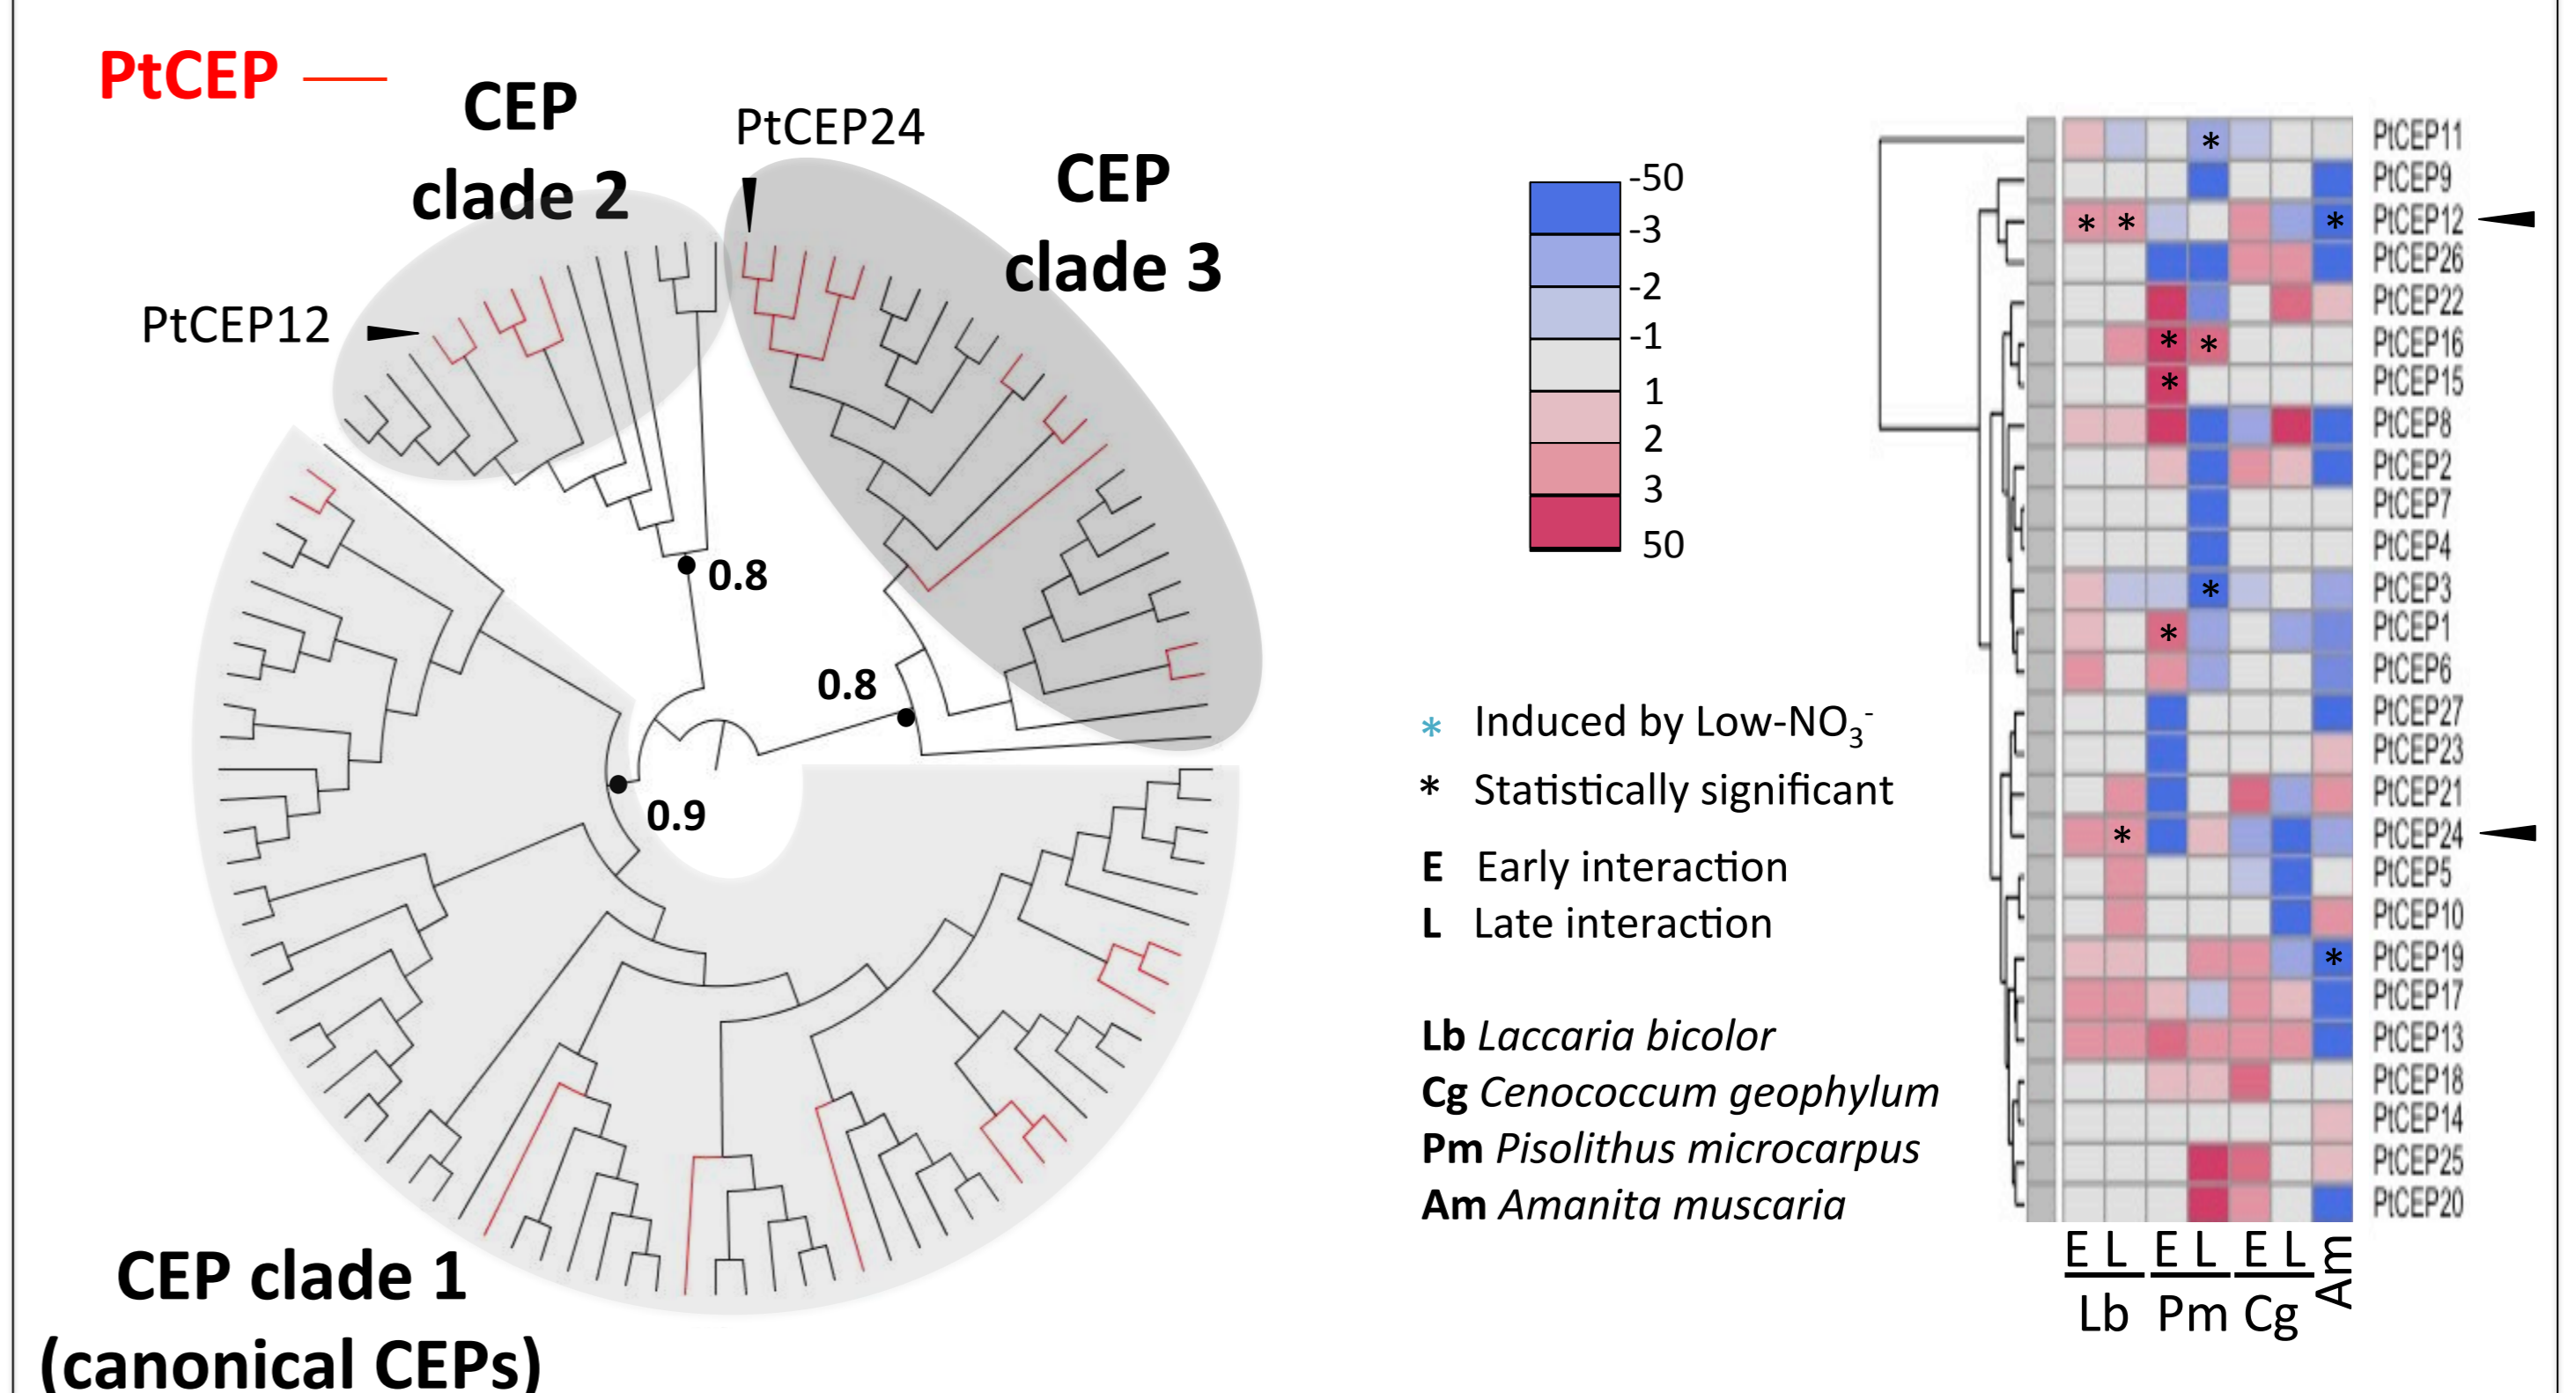 PtCEP
CEP
clade 2
PtCEP24
CEP
clade 3
PtCEP12
0.8
0.8
0.9
CEP clade 1
(canonical CEPs)
-50
-3
-2
-1
1
2
3
50
* Induced by Low-NO3-
* Statistically significant
E Early interaction
L Late interaction
Lb Laccaria bicolor
Cg Cenococcum geophylum
Pm Pisolithus microcarpus
Am Amanita muscaria
* PtCEP11
PtCEP9
* * * PtCEP12
PtCEP26
PtCEP22
* * PtCEP16
* PtCEP15
PtCEP8
PtCEP2
PtCEP7
PtCEP4
* PtCEP3
* PtCEP1
PtCEP6
PtCEP27
PtCEP23
PtCEP21
* PtCEP24
PtCEP5
PtCEP10
* PtCEP19
PtCEP17
PtCEP13
PtCEP18
PtCEP14
PtCEP25
PtCEP20
E L E L E L Am
Lb Pm Cg